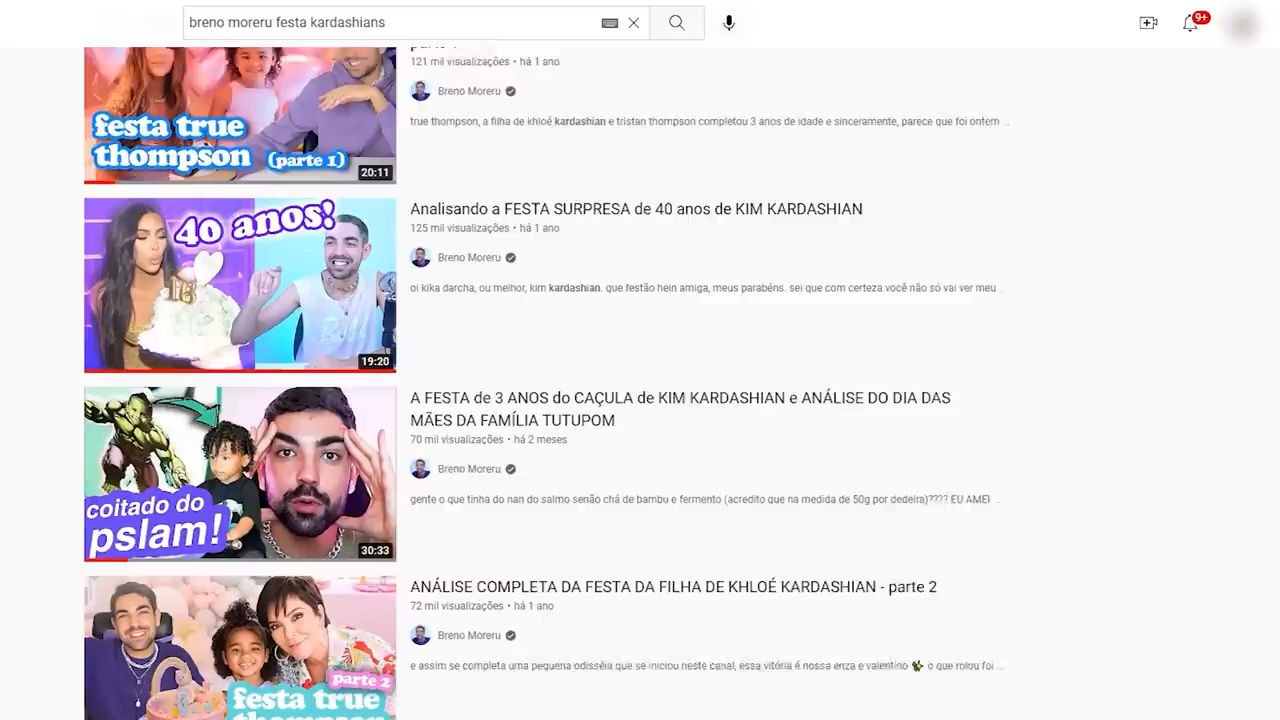 breno moreru festa kardashians
9+
121 mil visualizações • há 1 ano
Breno Moreru
true thompson, a filha de khloé kardashian e tristan thompson completou 3 anos de idade e sinceramente, parece que foi ontem ...
festa true
thompson (parte 1)
20:11
40 anos!
19:20
Analisando a FESTA SURPRESA de 40 anos de KIM KARDASHIAN
125 mil visualizações • há 1 ano
Breno Moreru
oi kika darcha, ou melhor, kim kardashian. que festão hein amiga, meus parabéns. sei que com certeza você não só vai ver meu ...
coitado do
pslam!
30:33
A FESTA de 3 ANOS do CAÇULA de KIM KARDASHIAN e ANÁLISE DO DIA DAS
MÃES DA FAMÍLIA TUTUPOM
70 mil visualizações • há 2 meses
Breno Moreru
gente o que tinha do nan do salmo senão chá de bambu e fermento (acredito que na medida de 50g por dedeira)???? EU AMEI ...
parte 2
festa true
thompson
ANÁLISE COMPLETA DA FESTA DA FILHA DE KHLOÉ KARDASHIAN - parte 2
72 mil visualizações • há 1 ano
Breno Moreru
e assim se completa uma pequena odisséia que se iniciou neste canal, essa vitória é nossa enza e valentino o que rolou foi ...